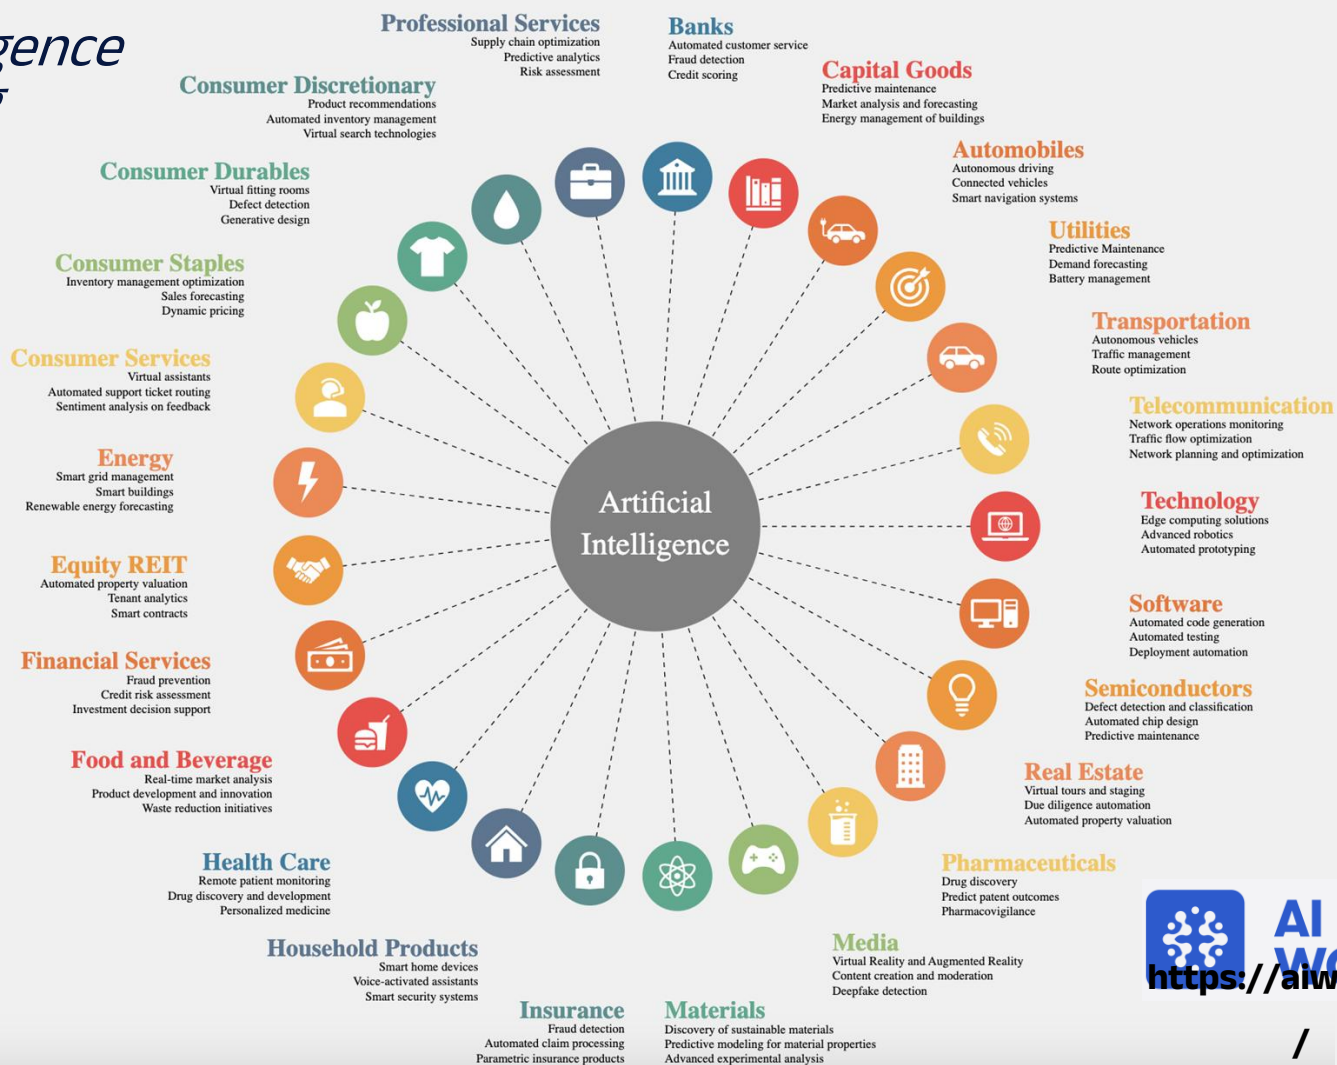 gence
Professional Services
Supply chain optimization
Predictive analytics
Risk assessment
Banks
Automated customer service
Fraud detection
Credit scoring
Capital Goods
Predictive maintenance
Market analysis and forecasting
Energy management of buildings
Consumer Discretionary
Product recommendations
Automated inventory management
Virtual search technologies
Automobiles
Autonomous driving
Connected vehicles
Smart navigation systems
Consumer Durables
Virtual fitting rooms
Defect detection
Generative design
Utilities
Predictive Maintenance
Demand forecasting
Battery management
Consumer Staples
Inventory management optimization
Sales forecasting
Dynamic pricing
Transportation
Autonomous vehicles
Traffic management
Route optimization
Consumer Services
Virtual assistants
Automated support ticket routing
Sentiment analysis on feedback
Telecommunication
Network operations monitoring
Traffic flow optimization
Network planning and optimization
Energy
Smart grid management
Smart buildings
Renewable energy forecasting
Artificial
Intelligence
Technology
Edge computing solutions
Advanced robotics
Automated prototyping
Equity REIT
Automated property valuation
Tenant analytics
Smart contracts
Software
Automated code generation
Automated testing
Deployment automation
Financial Services
Fraud prevention
Credit risk assessment
Investment decision support
Semiconductors
Defect detection and classification
Automated chip design
Predictive maintenance
Food and Beverage
Real-time market analysis
Product development and innovation
Waste reduction initiatives
Real Estate
Virtual tours and staging
Due diligence automation
Automated property valuation
Health Care
Remote patient monitoring
Drug discovery and development
Personalized medicine
Pharmaceuticals
Drug discovery
Predict patent outcomes
Pharmacovigilance
Household Products
Smart home devices
Voice-activated assistants
Smart security systems
Media
Virtual Reality and Augmented Reality
Content creation and moderation
Deepfake detection
Insurance
Fraud detection
Automated claim processing
Parametric insurance products
Materials
Discovery of sustainable materials
Predictive modeling for material properties
Advanced experimental analysis
AI
https://aiw
/